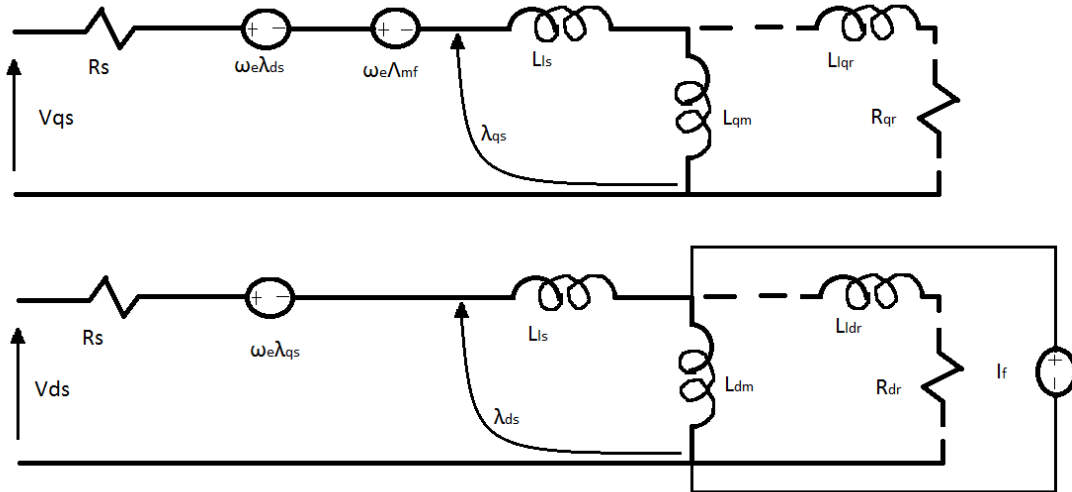 Rs
+ −
ωeλds
+ −
ωeΛmf
Lls
Llqr
Vqs
λqs
Lqm
Rqr
Rs
+ −
ωeλqs
Lls
Lldr
Vds
λds
Ldm
Rdr
If
+
−